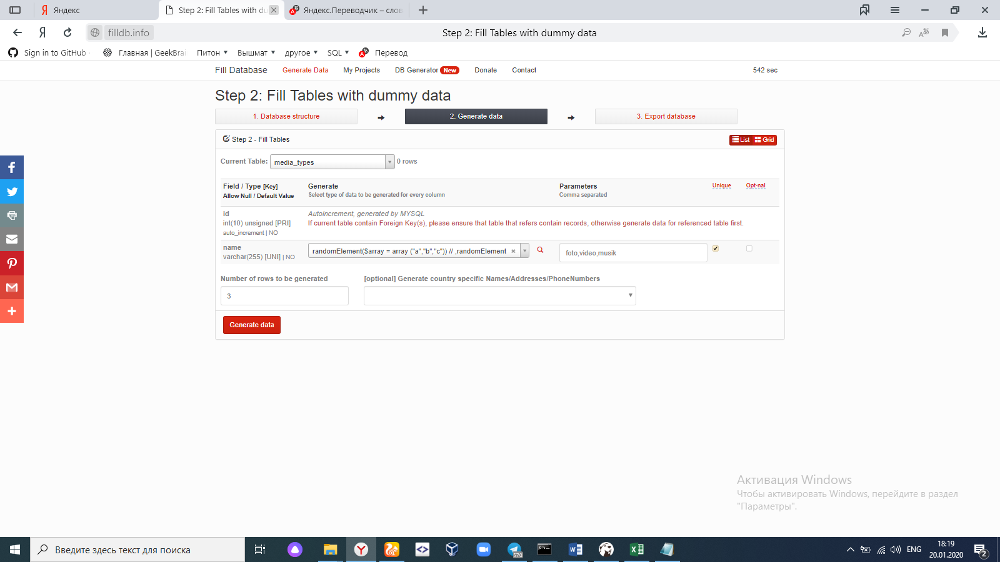 Яндекс
Step 2: Fill Tables with du
Яндекс.Переводчик – слов
filldb.info
Step 2: Fill Tables with dummy data
Sign in to GitHub
Главная | GeekBrai
Питон
Вышмат
другое
SQL
Перевод
Fill Database
Generate Data
My Projects
DB Generator New
Donate
Contact
542 sec
Step 2: Fill Tables with dummy data
1. Database structure
2. Generate data
3. Export database
Step 2 - Fill Tables
List
Grid
Current Table:
media_types
0 rows
Field / Type [Key]
Allow Null / Default Value
Generate
Select type of data to be generated for every column
Parameters
Comma separated
Unique
Opt-nal
id
int(10) unsigned [PRI]
auto_increment | NO
Autoincrement, generated by MYSQL
If current table contain Foreign Key(s), please ensure that table that refers contain records, otherwise generate data for referenced table first.
name
varchar(255) [UNI] | NO
randomElement($array = array ("a","b","c")) // ,randomElement
foto,video,musik
Number of rows to be generated
3
[optional] Generate country specific Names/Addresses/PhoneNumbers
Generate data
Активация Windows
Чтобы активировать Windows, перейдите в раздел
"Параметры".
Введите здесь текст для поиска
570
ENG
18:19
20.01.2020
2